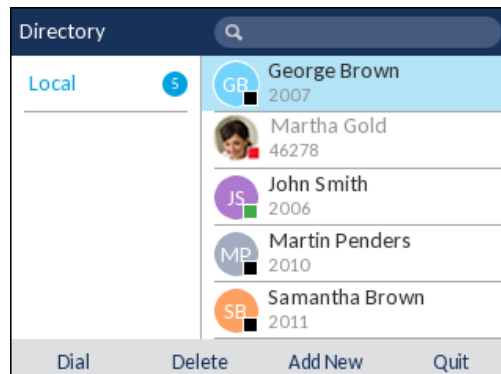 Directory
Local 5
GB George Brown
2007
Martha Gold
46278
JS John Smith
2006
MP Martin Penders
2010
SB Samantha Brown
2011
Dial Delete Add New Quit